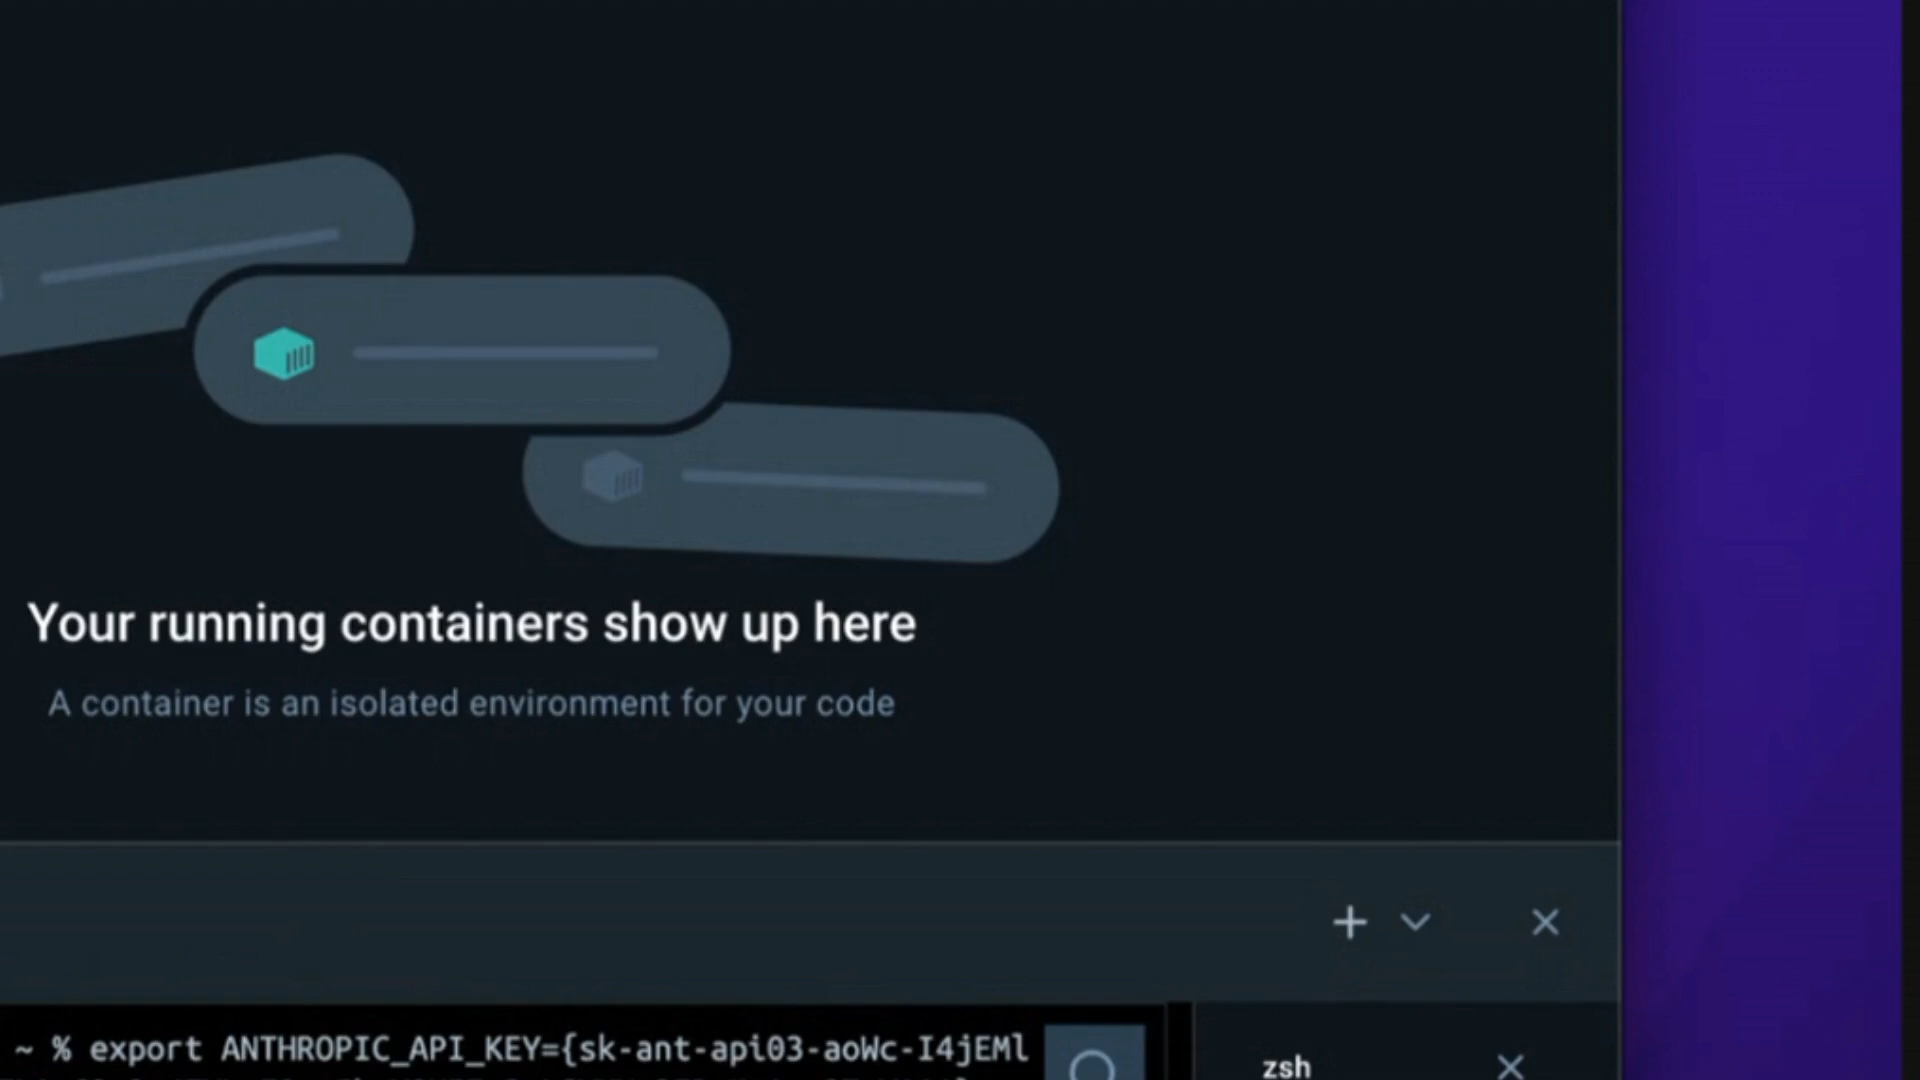 Your running containers show up here
A container is an isolated environment for your code
~ % export ANTHROPIC_API_KEY={sk-ant-api03-aoWc-I4jEMl
zsh